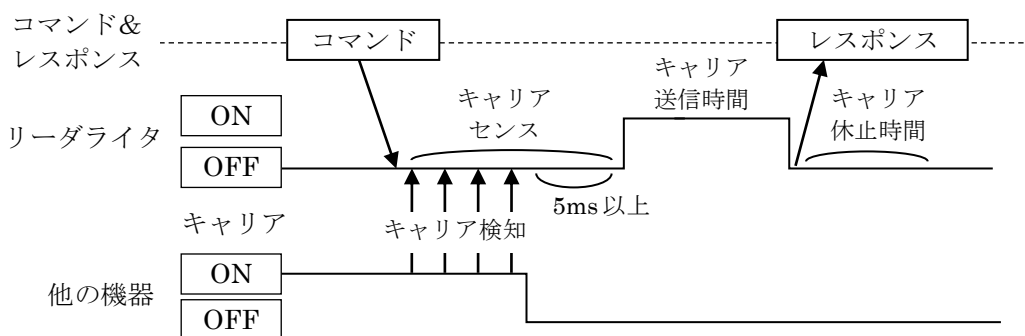 コマンド&
レスポンス
コマンド
レスポンス
キャリア
送信時間
キャリア
センス
キャリア
休止時間
リーダライタ
ON
OFF
5ms以上
キャリア
キャリア検知
他の機器
ON
OFF